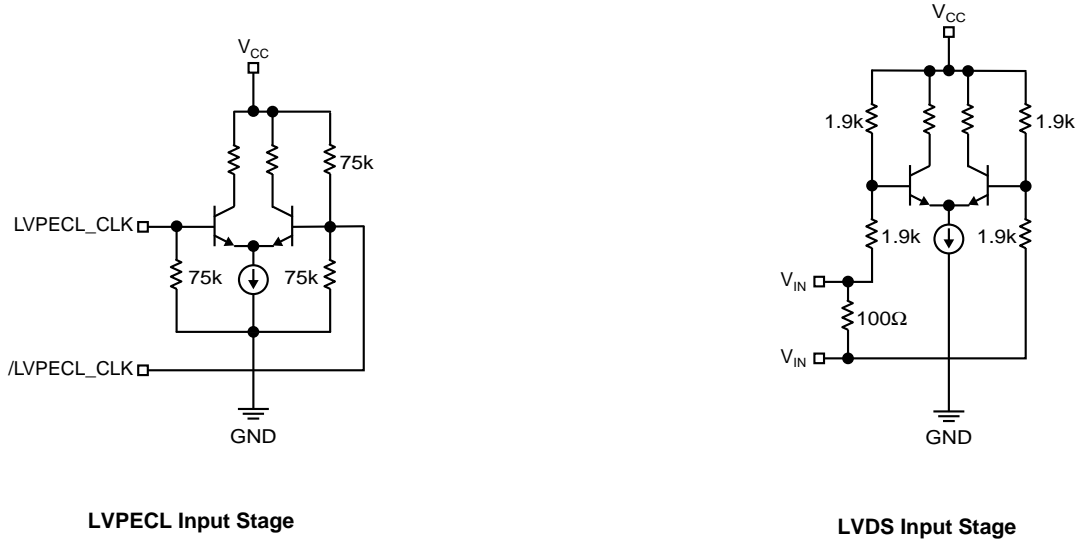 V_CC
75k
LVPECL_CLK
75k
75k
/LVPECL_CLK
GND
LVPECL Input Stage
V_CC
1.9k
1.9k
1.9k
1.9k
V_IN
100Ω
V_IN
GND
LVDS Input Stage